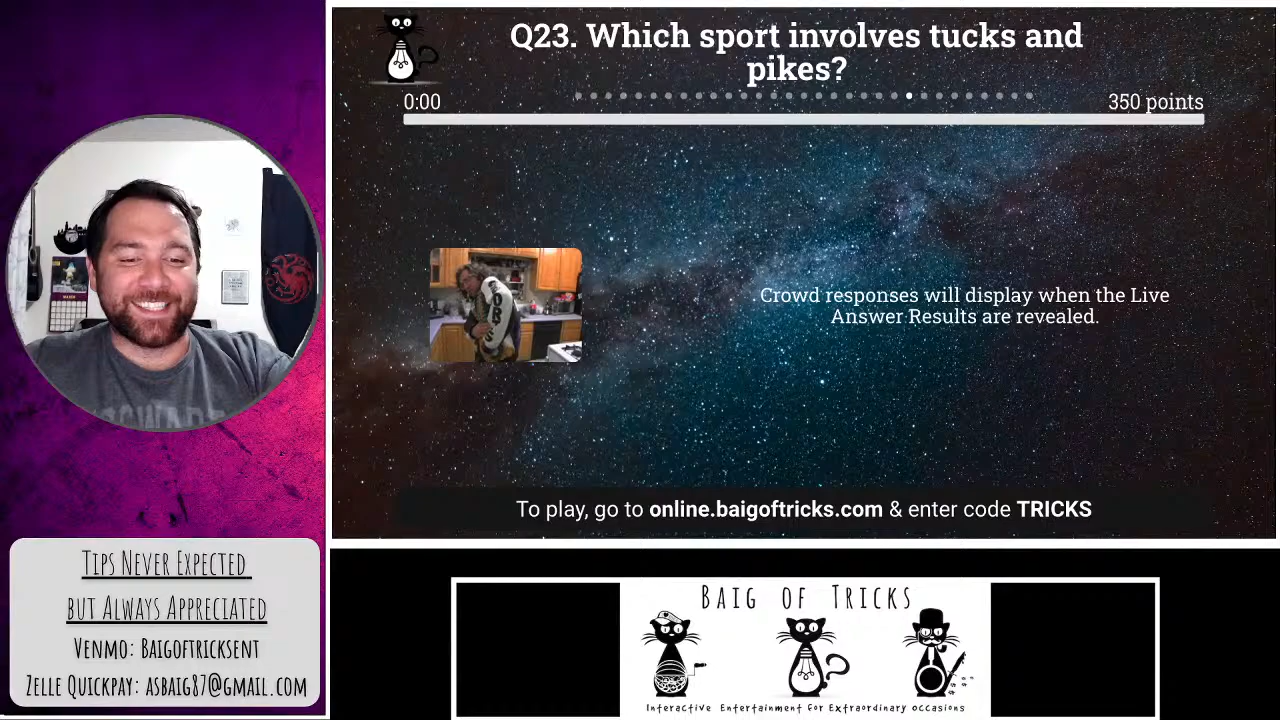 Q23. Which sport involves tucks and
pikes?
0:00
350 points
Crowd responses will display when the Live
Answer Results are revealed.
To play, go to online.baigoftricks.com & enter code TRICKS
Tips Never Expected
but Always Appreciated
Venmo: Baigoftricksent
Zelle Quickpay: asbaig87@gmail.com
Baig of Tricks
Interactive Entertainment for Extraordinary Occasions